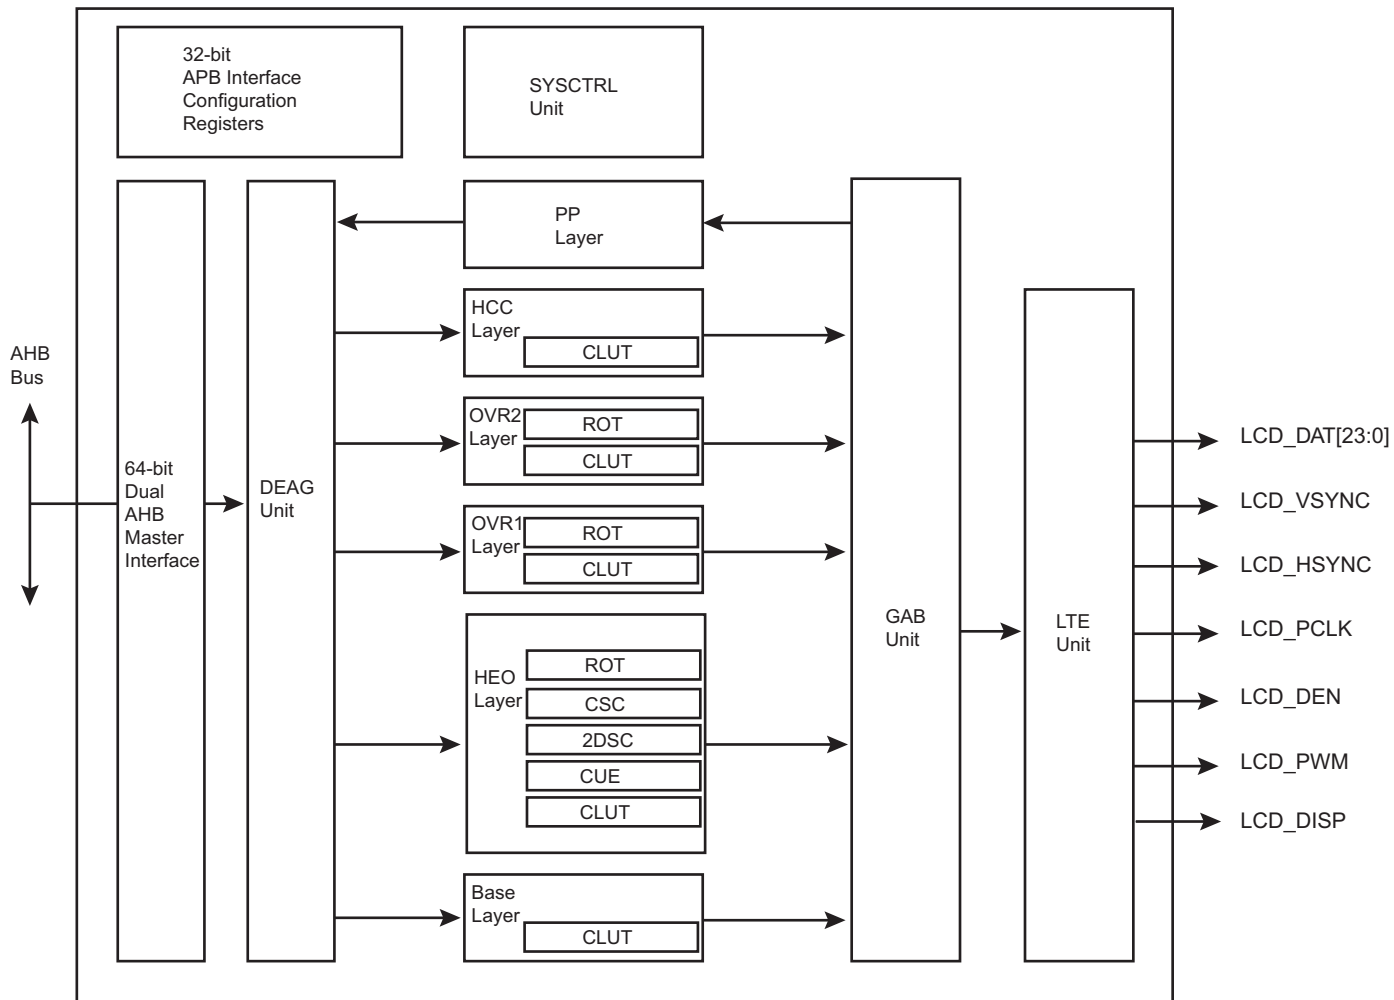 32-bit
APB Interface
Configuration
Registers
SYSCTRL
Unit
PP
Layer
HCC
Layer
CLUT
AHB
Bus
OVR2
Layer
ROT
CLUT
64-bit
Dual
AHB
Master
Interface
DEAG
Unit
OVR1
Layer
ROT
CLUT
HEO
Layer
ROT
CSC
2DSC
CUE
CLUT
Base
Layer
CLUT
GAB
Unit
LTE
Unit
LCD_DAT[23:0]
LCD_VSYNC
LCD_HSYNC
LCD_PCLK
LCD_DEN
LCD_PWM
LCD_DISP